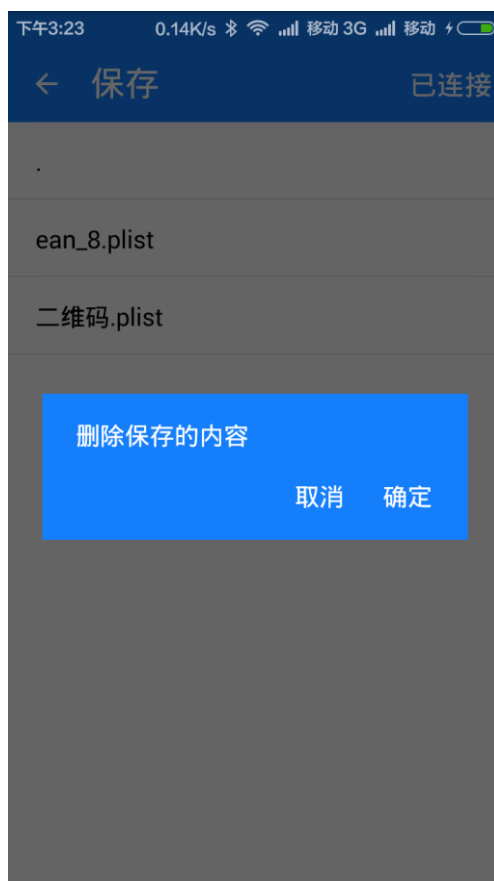 下午3:23 0.14K/s 移动 3G 移动
保存 已连接
.
ean_8.plist
二维码.plist
删除保存的内容
取消 确定